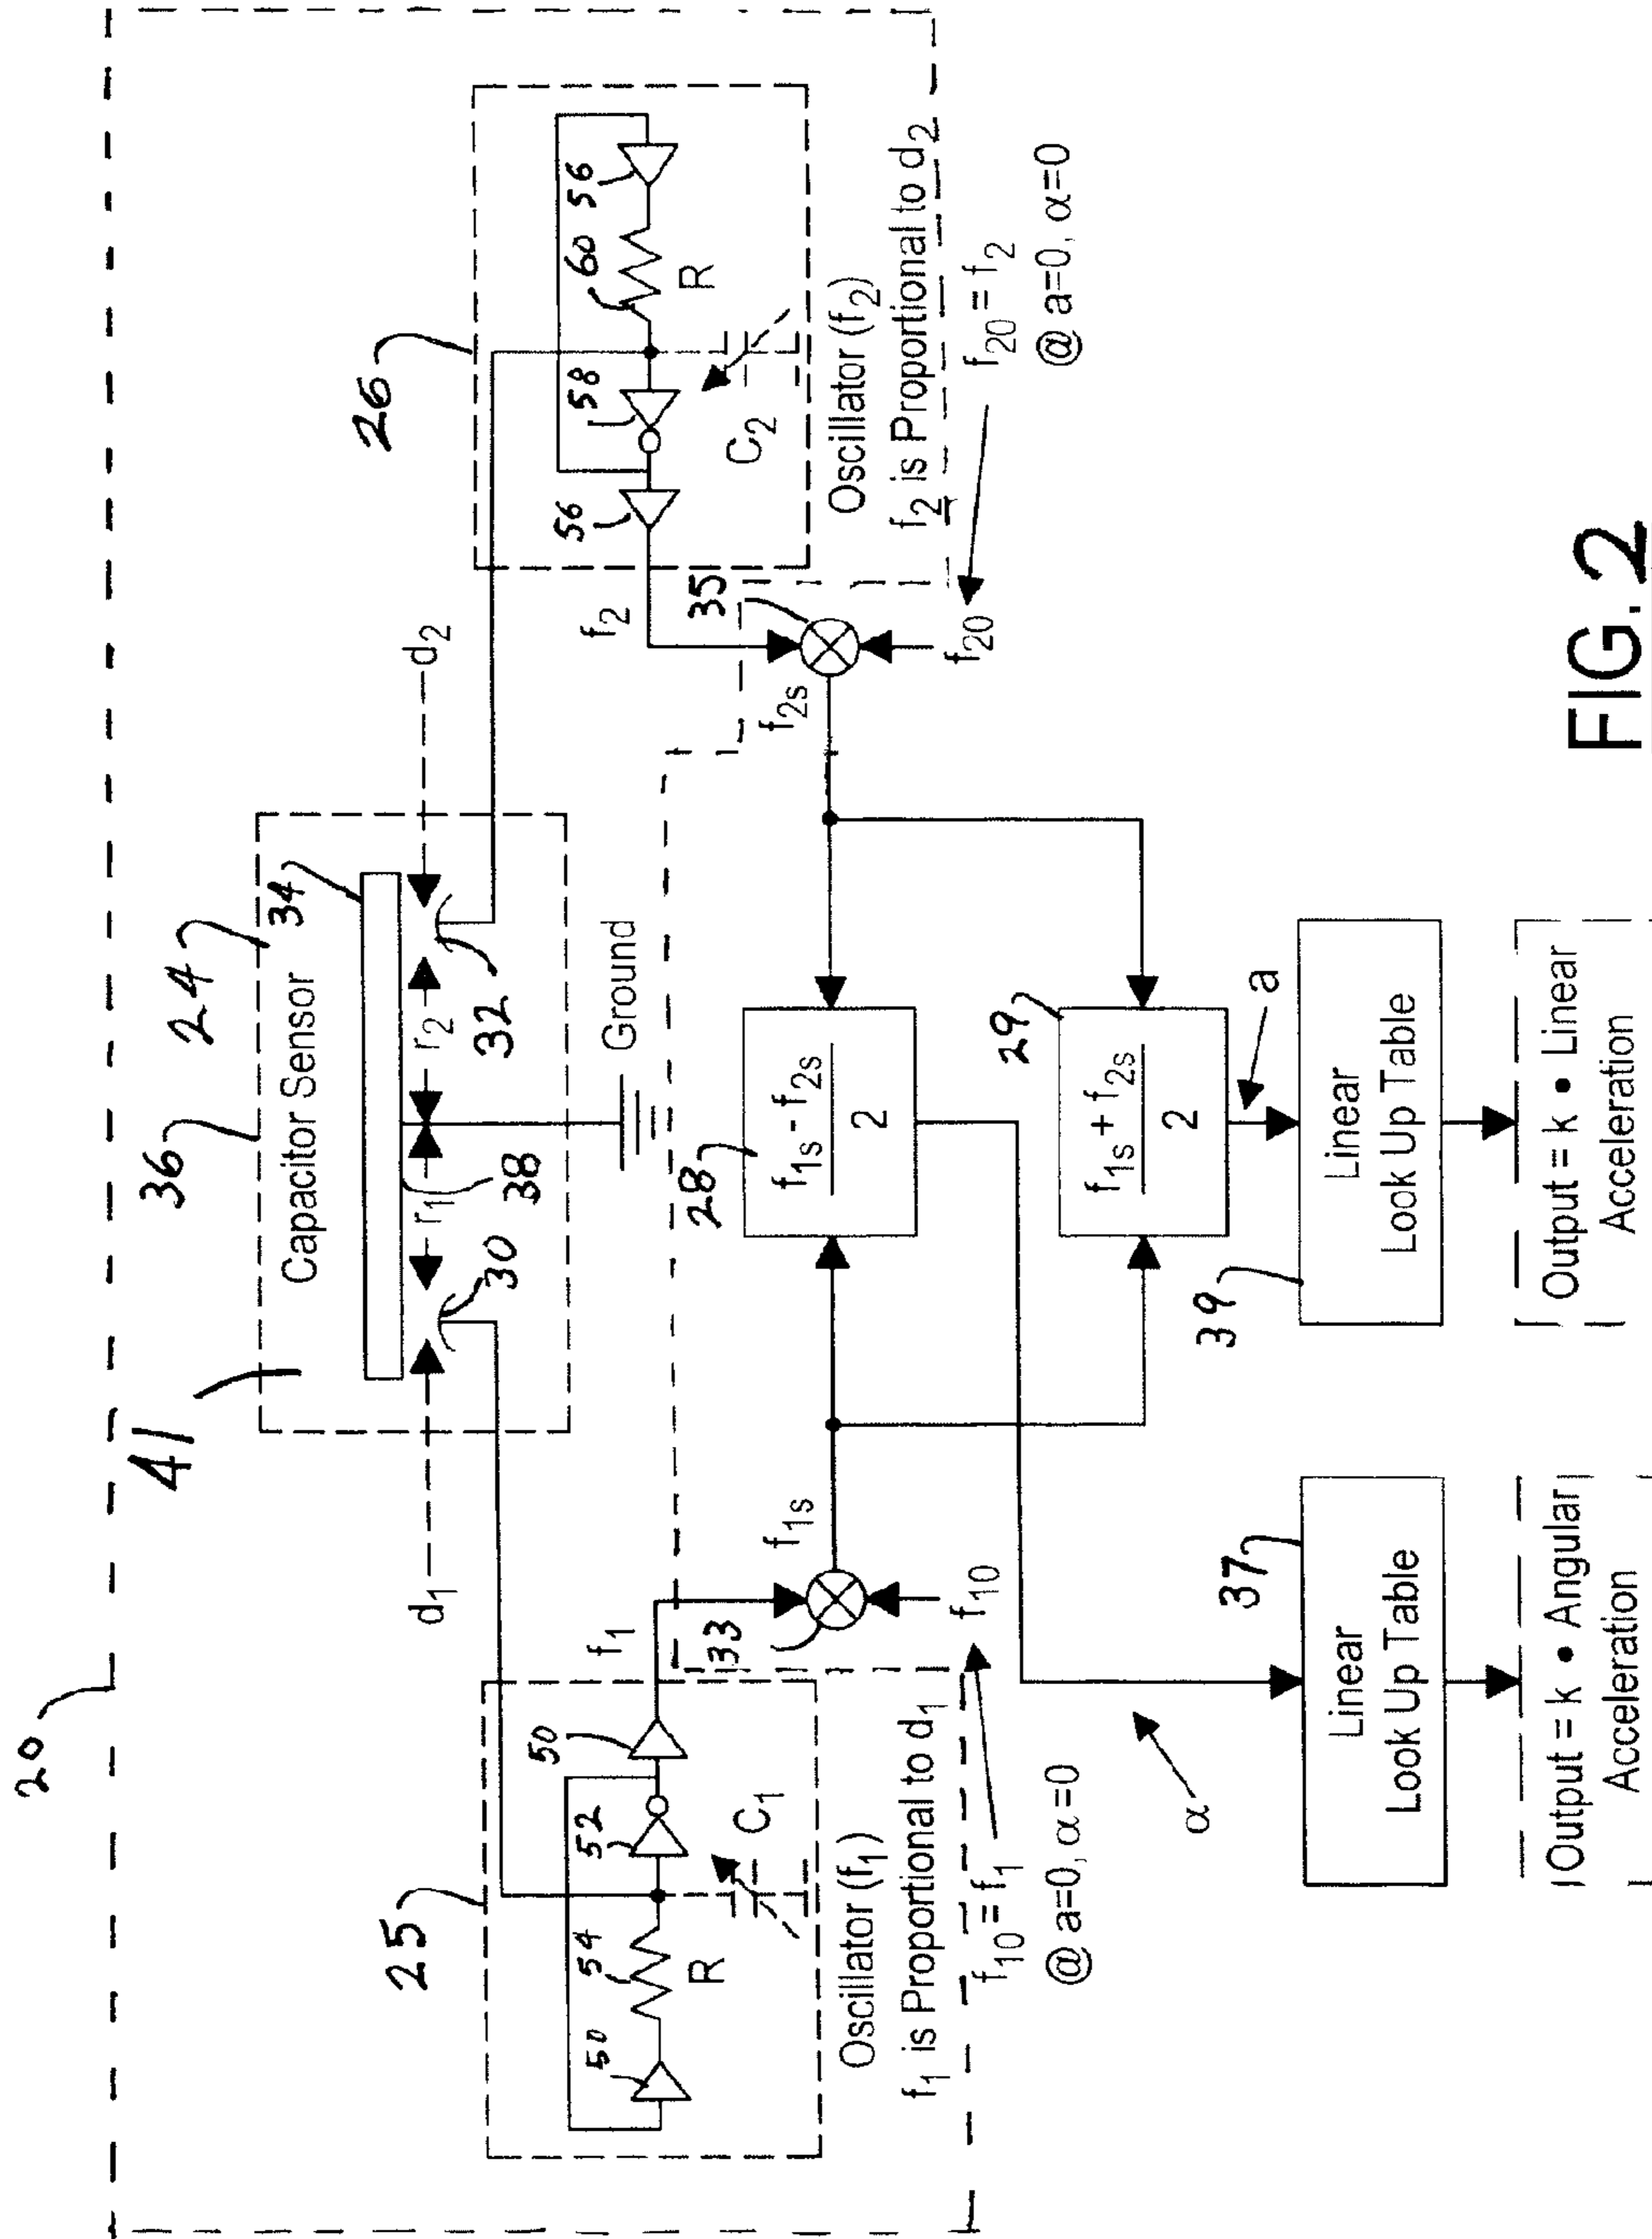 20
41
36
24
Capacitor Sensor
34
d₁
r₁
r₂
d₂
30
38
32
Ground
25
26
50
54
R
52
50
C₁
f₁
Oscillator (f₁)
f₁ is Proportional to d₁
56
58
60
56
R
C₂
f₂
Oscillator (f₂)
f₂ is Proportional to d₂
33
f₁ₛ
f₁₀
f₁₀ = f₁
@ a=0, α=0
35
f₂ₛ
f₂₀
f₂₀ = f₂
@ a=0, α=0
28
f₁ₛ - f₂ₛ
2
29
f₁ₛ + f₂ₛ
2
α
a
37
Linear
Look Up Table
39
Linear
Look Up Table
Output = k • Angular
Acceleration
Output = k • Linear
Acceleration
FIG. 2